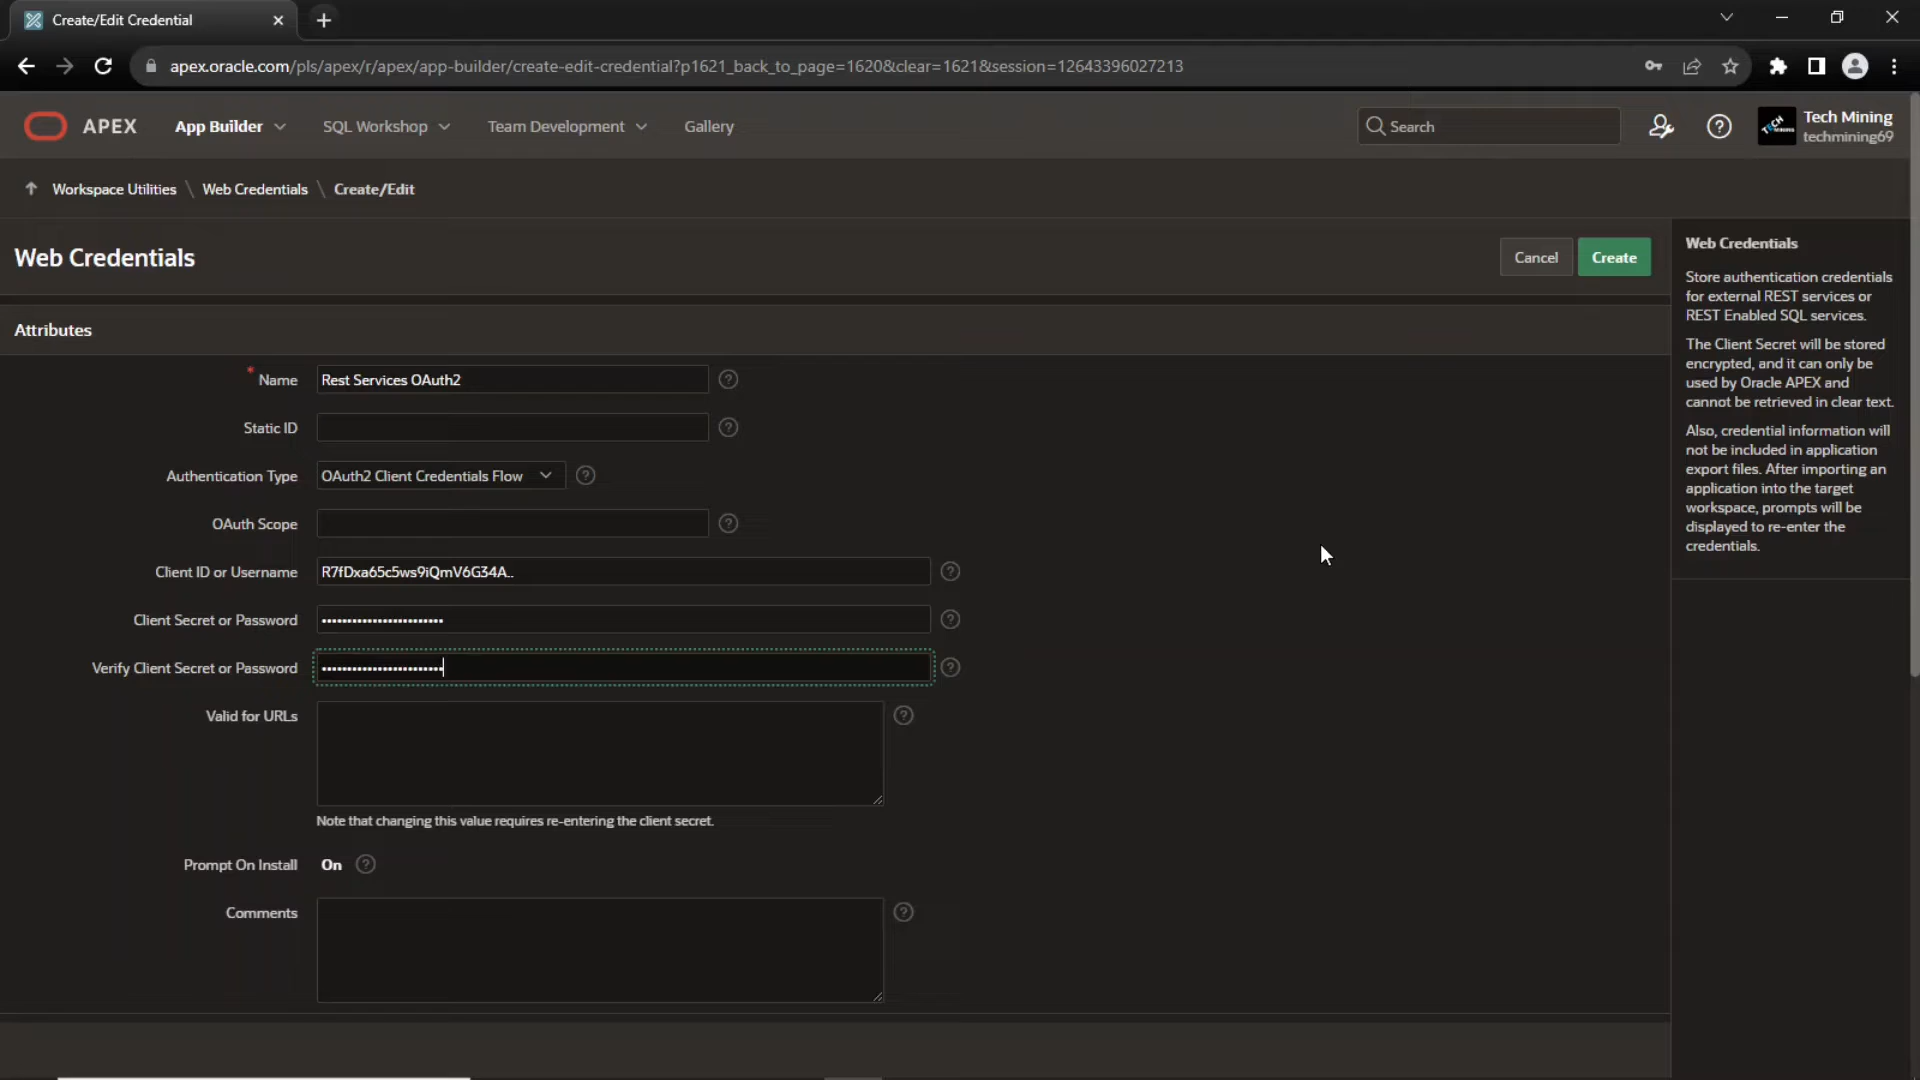 Create/Edit Credential
apex.oracle.com/pls/apex/r/apex/app-builder/create-edit-credential?p1621_back_to_page=1620&clear=1621&session=12643396027213
APEX App Builder SQL Workshop Team Development Gallery Search Tech Mining
techmining69
Workspace Utilities \ Web Credentials \ Create/Edit
Web Credentials Cancel Create
Attributes
* Name Rest Services OAuth2
Static ID
Authentication Type OAuth2 Client Credentials Flow
OAuth Scope
Client ID or Username R7fDxa65c5ws9iQmV6G34A..
Client Secret or Password ••••••••••••••••••••••••
Verify Client Secret or Password ••••••••••••••••••••••••
Valid for URLs
Note that changing this value requires re-entering the client secret.
Prompt On Install On
Comments
Web Credentials
Store authentication credentials
for external REST services or
REST Enabled SQL services.
The Client Secret will be stored
encrypted, and it can only be
used by Oracle APEX and
cannot be retrieved in clear text.
Also, credential information will
not be included in application
export files. After importing an
application into the target
workspace, prompts will be
displayed to re-enter the
credentials.